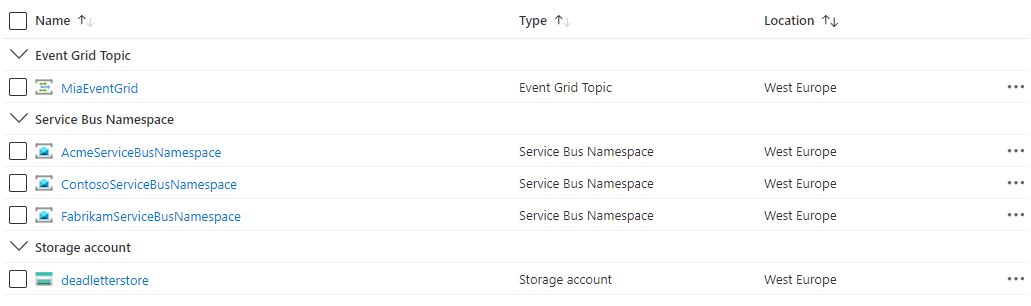 Name ↑↓ Type ↑↓ Location ↑↓
Event Grid Topic
MiaEventGrid Event Grid Topic West Europe ...
Service Bus Namespace
AcmeServiceBusNamespace Service Bus Namespace West Europe ...
ContosoServiceBusNamespace Service Bus Namespace West Europe ...
FabrikamServiceBusNamespace Service Bus Namespace West Europe ...
Storage account
deadletterstore Storage account West Europe ...